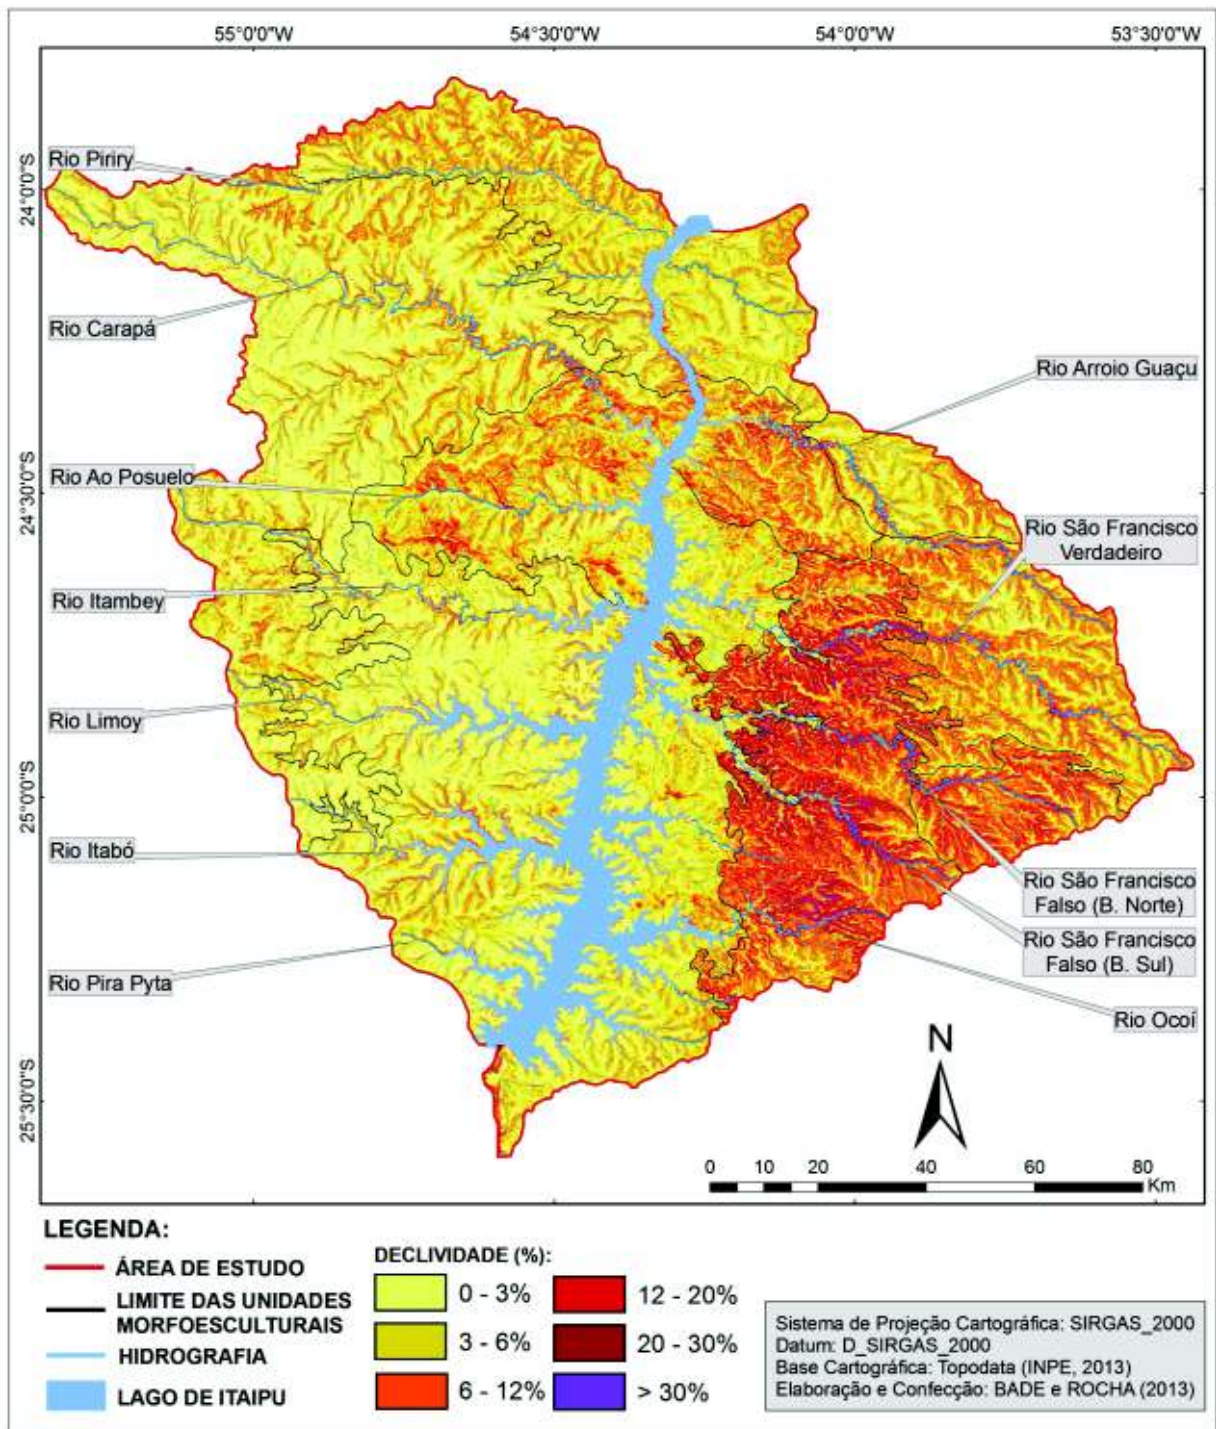 55°0'0"W
54°30'0"W
54°0'0"W
53°30'0"W
24°0'0"S
24°30'0"S
25°0'0"S
25°30'0"S
Rio Piriry
Rio Carapá
Rio Arroio Guaçu
Rio Ao Posuelo
Rio São Francisco
Verdadeiro
Rio Itambey
Rio Limoy
Rio Itabó
Rio São Francisco
Falso (B. Norte)
Rio São Francisco
Falso (B. Sul)
Rio Pira Pyta
Rio Ocoí
N
0 10 20 40 60 80
Km
LEGENDA:
ÁREA DE ESTUDO
LIMITE DAS UNIDADES
MORFOESCULTURAIS
HIDROGRAFIA
LAGO DE ITAIPU
DECLIVIDADE (%):
0 - 3%
3 - 6%
6 - 12%
12 - 20%
20 - 30%
> 30%
Sistema de Projeção Cartográfica: SIRGAS_2000
Datum: D_SIRGAS_2000
Base Cartográfica: Topodata (INPE, 2013)
Elaboração e Confecção: BADE e ROCHA (2013)